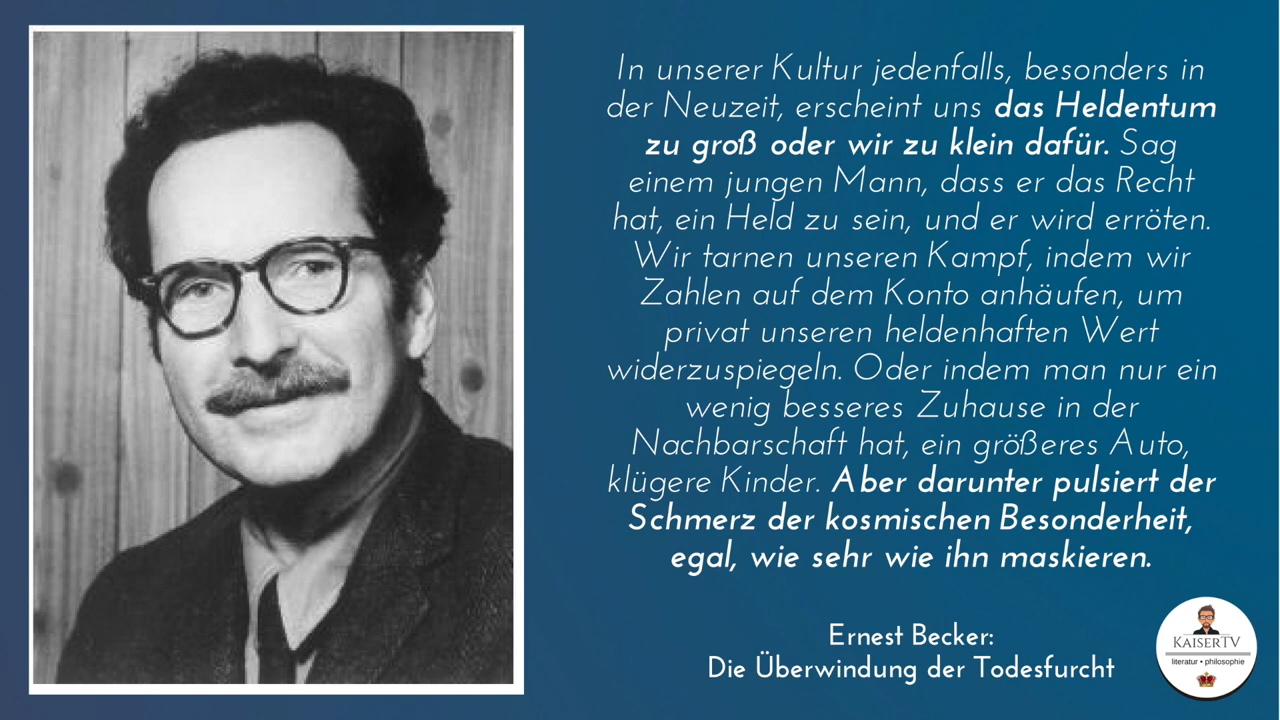 In unserer Kultur jedenfalls, besonders in
der Neuzeit, erscheint uns das Heldentum
zu groß oder wir zu klein dafür. Sag
einem jungen Mann, dass er das Recht
hat, ein Held zu sein, und er wird erröten.
Wir tarnen unseren Kampf, indem wir
Zahlen auf dem Konto anhäufen, um
privat unseren heldenhaften Wert
widerzuspiegeln. Oder indem man nur ein
wenig besseres Zuhause in der
Nachbarschaft hat, ein größeres Auto,
klügere Kinder. Aber darunter pulsiert der
Schmerz der kosmischen Besonderheit,
egal, wie sehr wie ihn maskieren.
Ernest Becker:
Die Überwindung der Todesfurcht
KAISERTV
literatur • philosophie